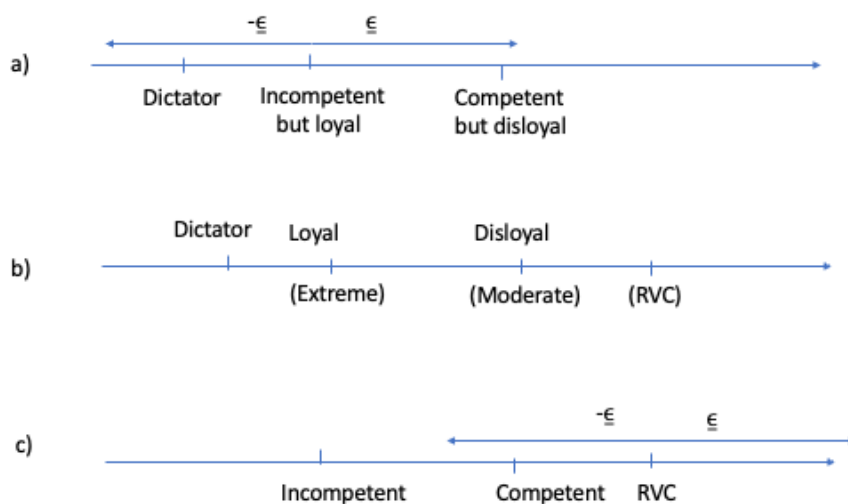 -ϵ ϵ
a)
Dictator Incompetent Competent
but loyal but disloyal
Dictator Loyal Disloyal
b)
(Extreme) (Moderate) (RVC)
-ϵ ϵ
c)
Incompetent Competent RVC